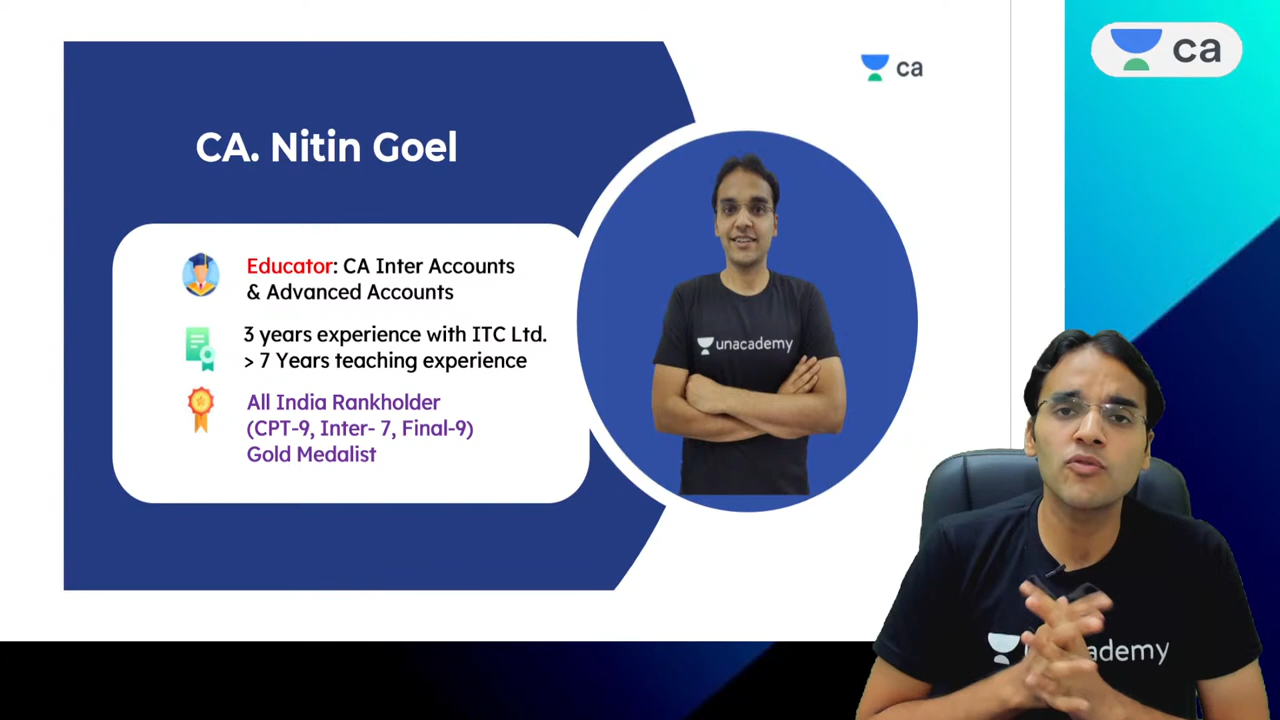 ca
ca
CA. Nitin Goel
Educator: CA Inter Accounts
& Advanced Accounts
3 years experience with ITC Ltd.
> 7 Years teaching experience
All India Rankholder
(CPT-9, Inter- 7, Final-9)
Gold Medalist
unacademy